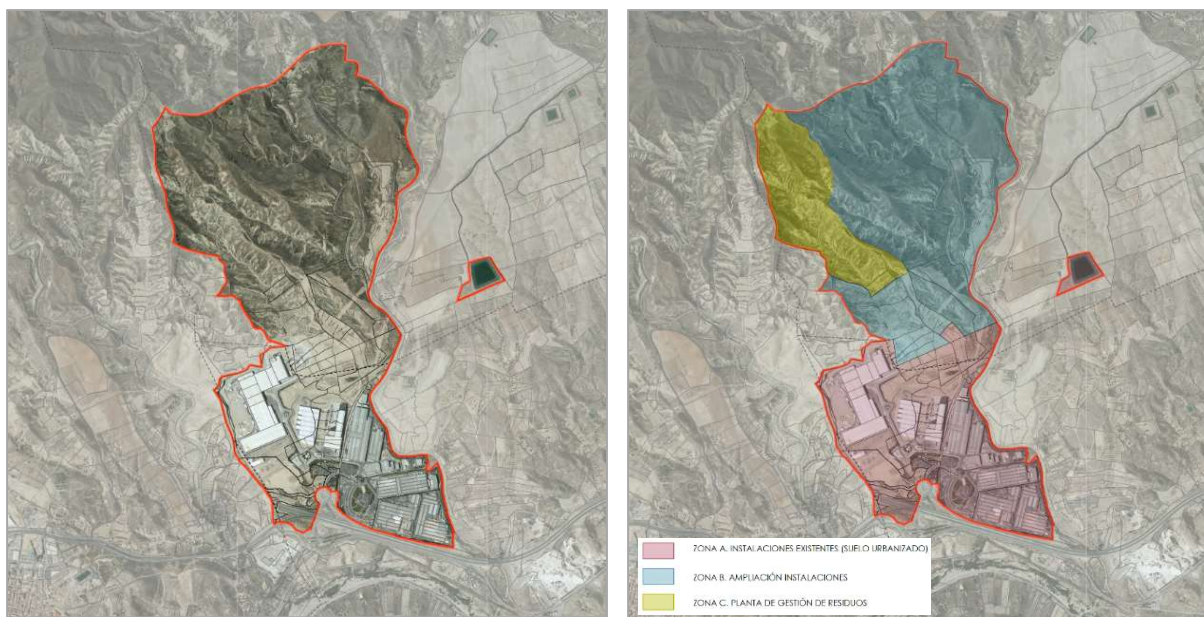 ZONA A. INSTALACIONES EXISTENTES (SUELO URBANIZADO)
ZONA B. AMPLIACIÓN INSTALACIONES
ZONA C. PLANTA DE GESTIÓN DE RESIDUOS